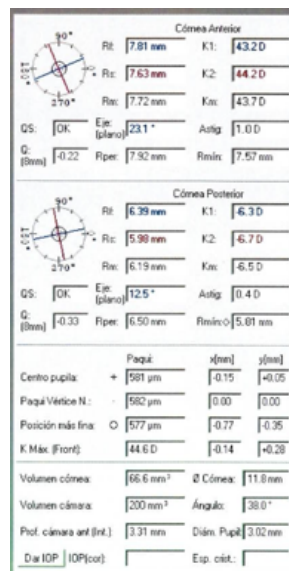 Córnea Anterior
90°
Rf: 7.81 mm K1: 43.2 D
Rs: 7.63 mm K2: 44.2 D
270° Rm: 7.72 mm Km: 43.7 D
QS: OK Eje: (plano) 23.1° Astig: 1.0 D
Q: (8mm) -0.22 Rper: 7.92 mm Rmín: 7.57 mm
Córnea Posterior
90°
Rf: 6.39 mm K1: -6.3 D
Rs: 5.98 mm K2: -6.7 D
270° Rm: 6.19 mm Km: -6.5 D
QS: OK Eje: (plano) 12.5° Astig: 0.4 D
Q: (8mm) -0.33 Rper: 6.50 mm Rmín: 5.81 mm
Paqui: x[mm] y[mm]
Centro pupila: + 581 µm -0.15 +0.05
Paqui Vértice N.: 582 µm 0.00 0.00
Posición más fina: O 577 µm -0.77 -0.35
K Máx. (Front): 44.6 D -0.14 +0.28
Volumen córnea: 66.6 mm³ Ø Córnea: 11.8 mm
Volumen cámara: 200 mm³ Ángulo: 38.0°
Prof. cámara ant (Int.): 3.31 mm Diám. Pupil: 3.02 mm
Dar IOP IOP(cor): Esp. crist.: